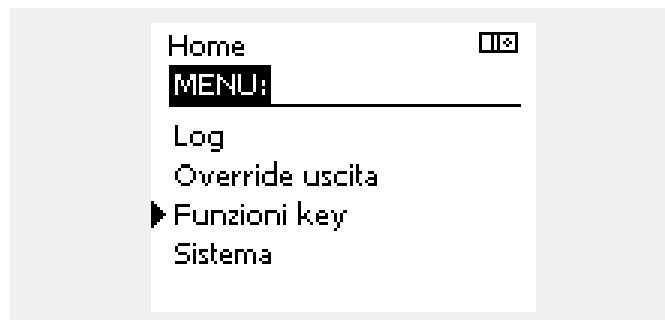 Home
MENU:
Log
Override uscita
Funzioni key
Sistema